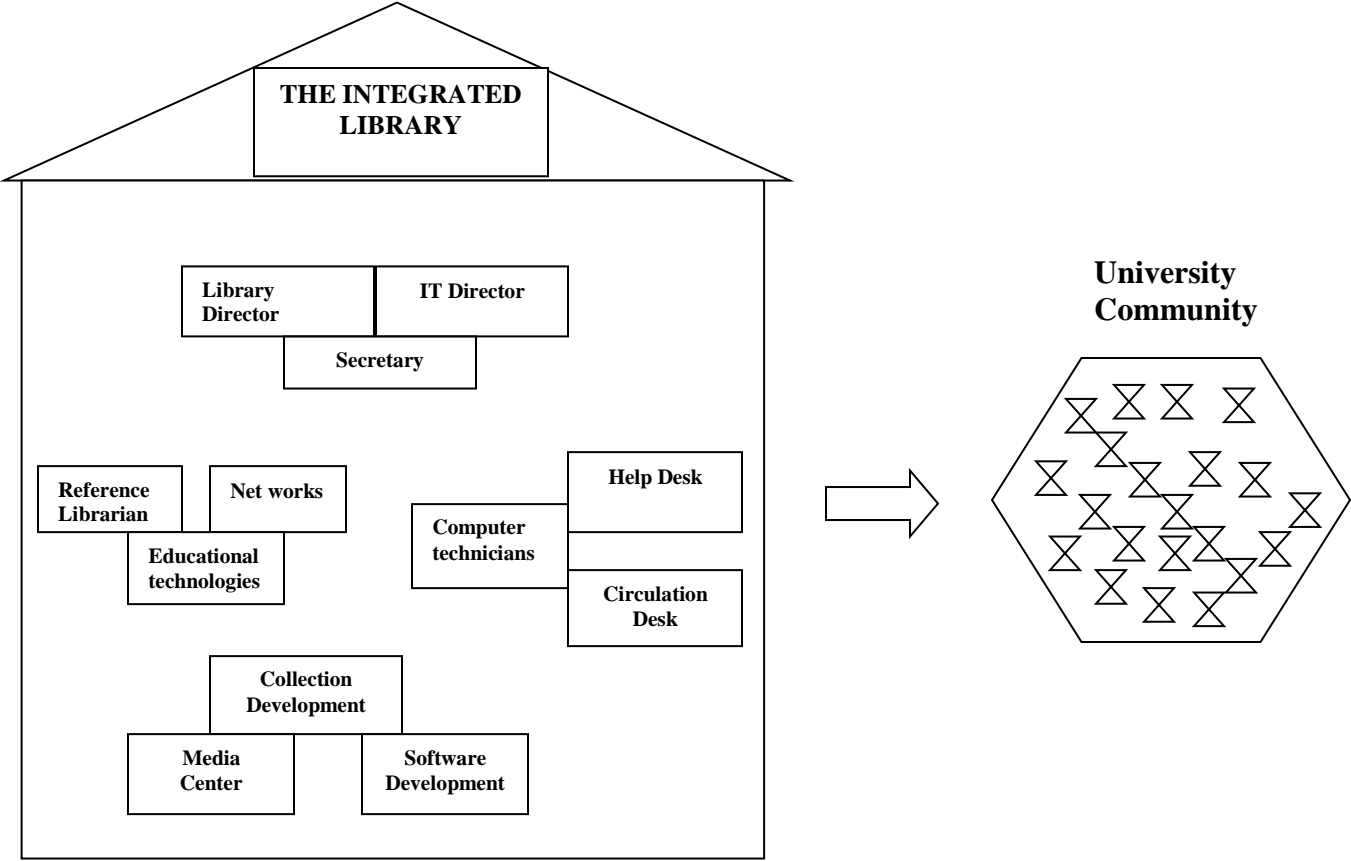 THE INTEGRATED
LIBRARY
Library
Director
IT Director
Secretary
Reference
Librarian
Net works
Educational
technologies
Computer
technicians
Help Desk
Circulation
Desk
Collection
Development
Media
Center
Software
Development
University
Community